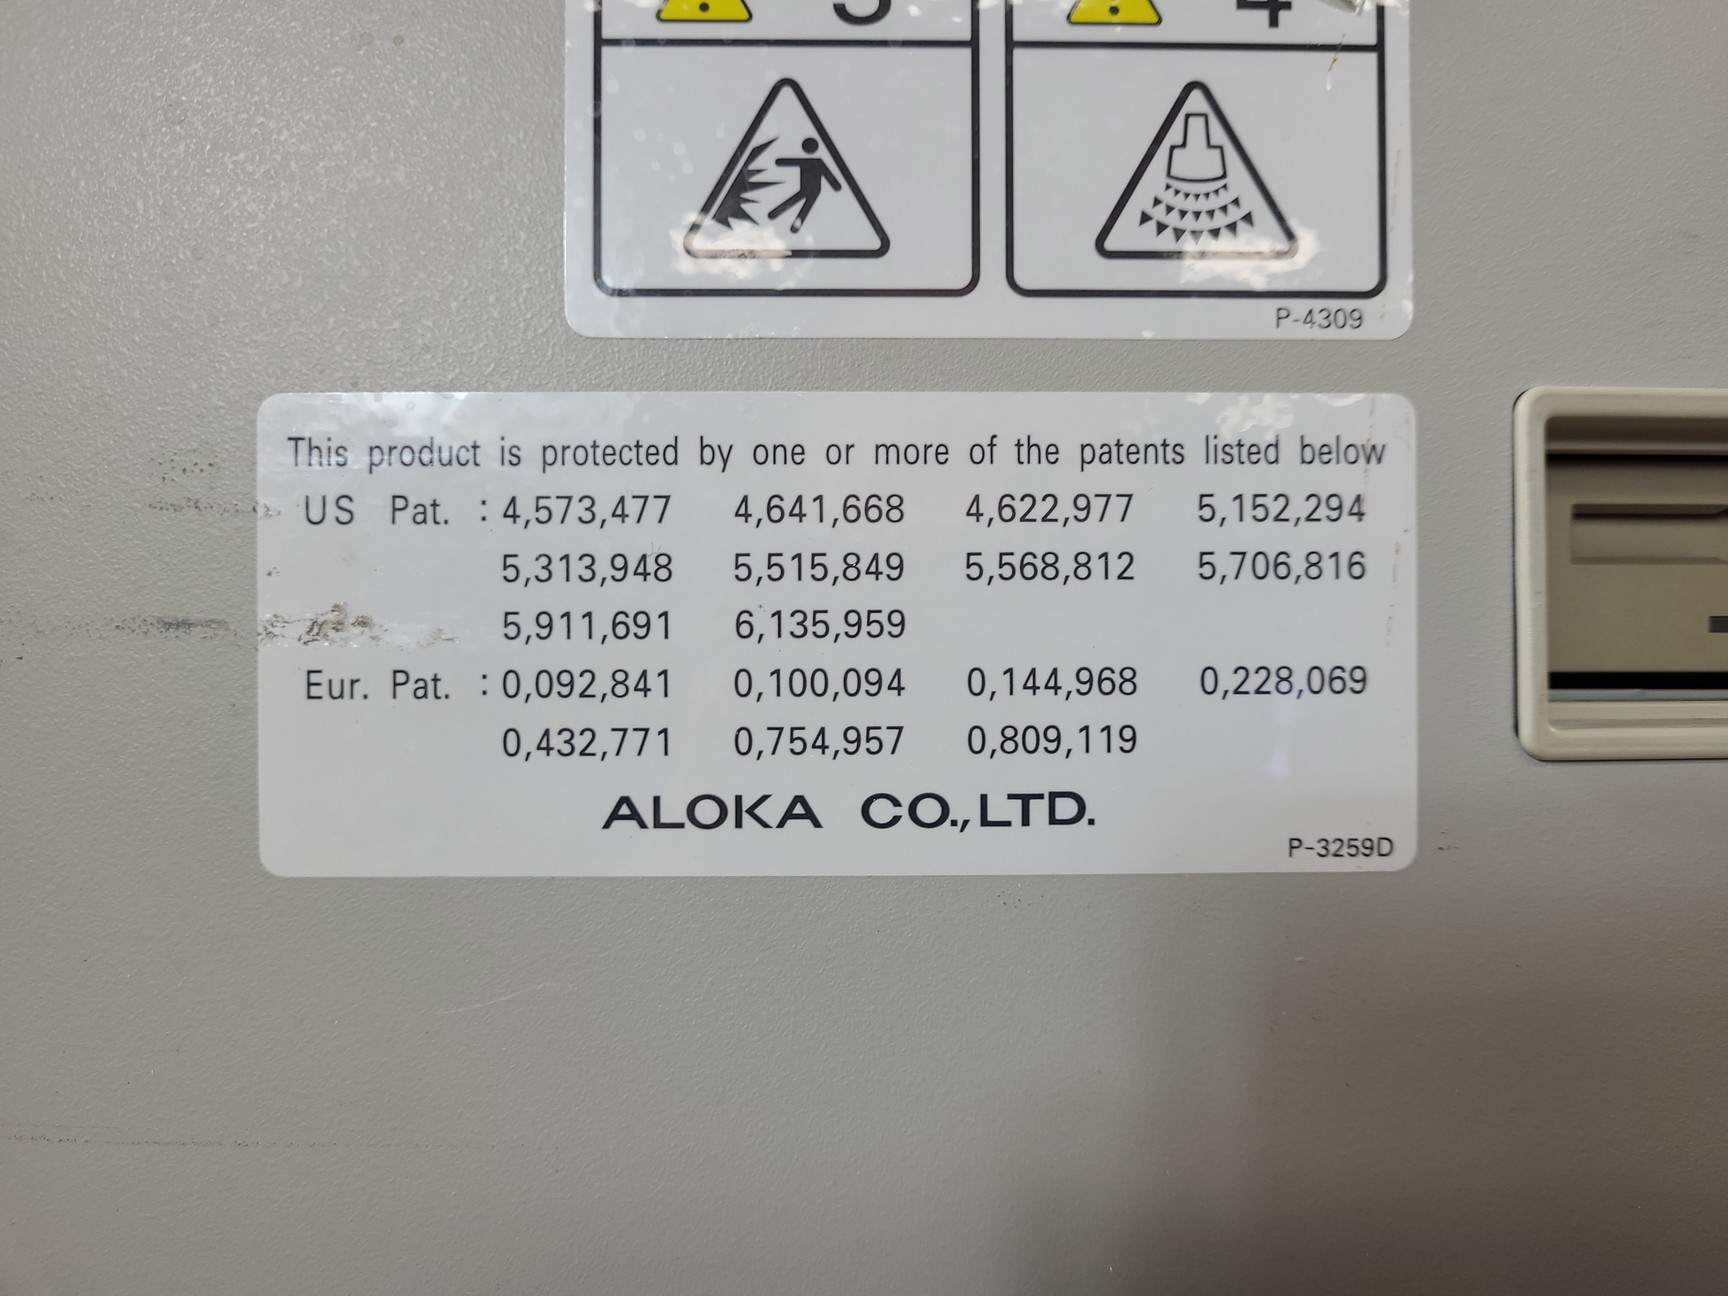 3 4
P-4309
This product is protected by one or more of the patents listed below
US Pat. : 4,573,477 4,641,668 4,622,977 5,152,294
5,313,948 5,515,849 5,568,812 5,706,816
5,911,691 6,135,959
Eur. Pat. : 0,092,841 0,100,094 0,144,968 0,228,069
0,432,771 0,754,957 0,809,119
ALOKA CO., LTD.
P-3259D